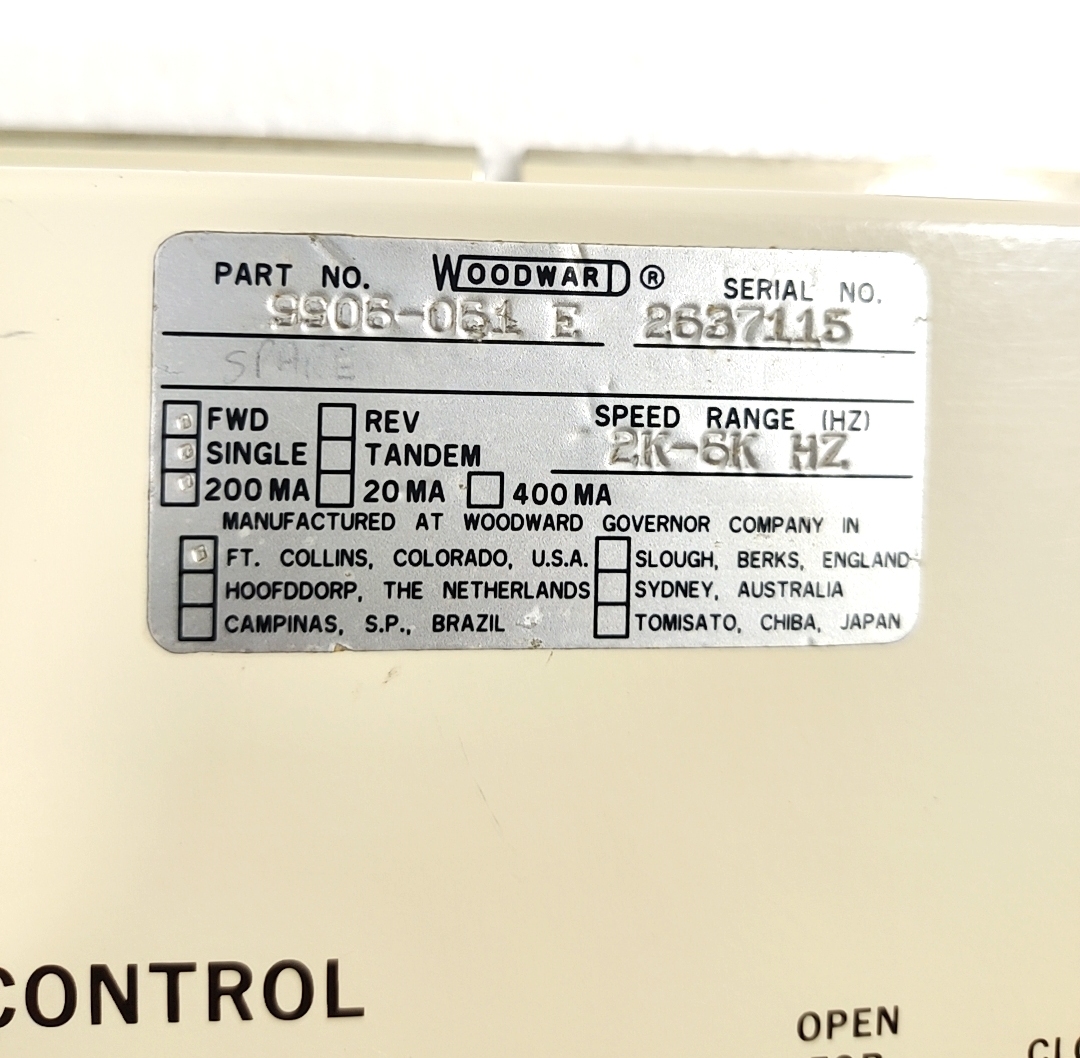 PART NO. WOODWARD ® SERIAL NO.
9905-051 E 2637115
SPARE
FWD REV SPEED RANGE (HZ)
2K-6K HZ
SINGLE TANDEM
200 MA 20 MA 400 MA
MANUFACTURED AT WOODWARD GOVERNOR COMPANY IN
FT. COLLINS, COLORADO, U.S.A. SLOUGH, BERKS, ENGLAND
HOOFDDORP, THE NETHERLANDS SYDNEY, AUSTRALIA
CAMPINAS, S.P., BRAZIL TOMISATO, CHIBA, JAPAN
CONTROL
OPEN